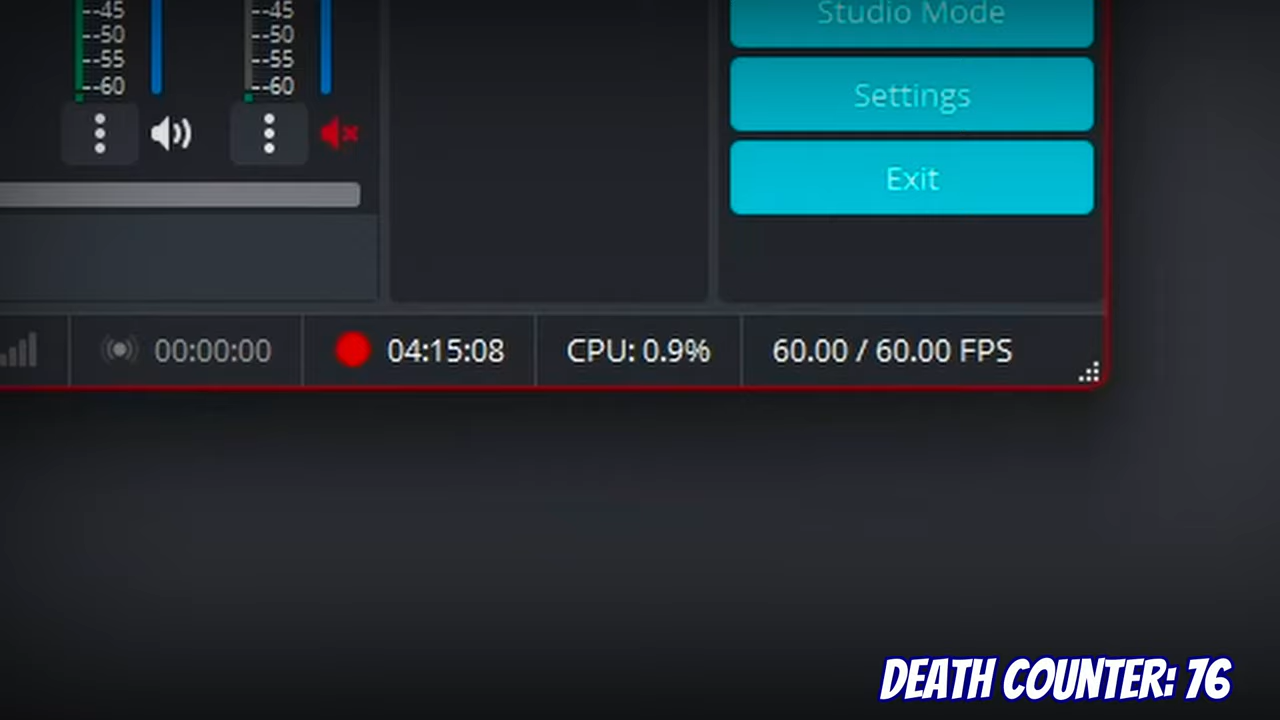 --45 --45
--50 --50
--55 --55
--60 --60
Studio Mode
Settings
Exit
00:00:00 04:15:08 CPU: 0.9% 60.00 / 60.00 FPS
DEATH COUNTER: 76